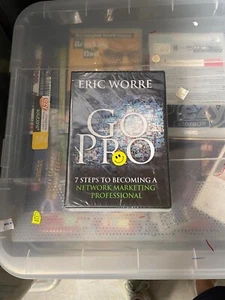 ERIC WORRE
GO
PRO
7 STEPS TO BECOMING A
NETWORK MARKETING
PROFESSIONAL